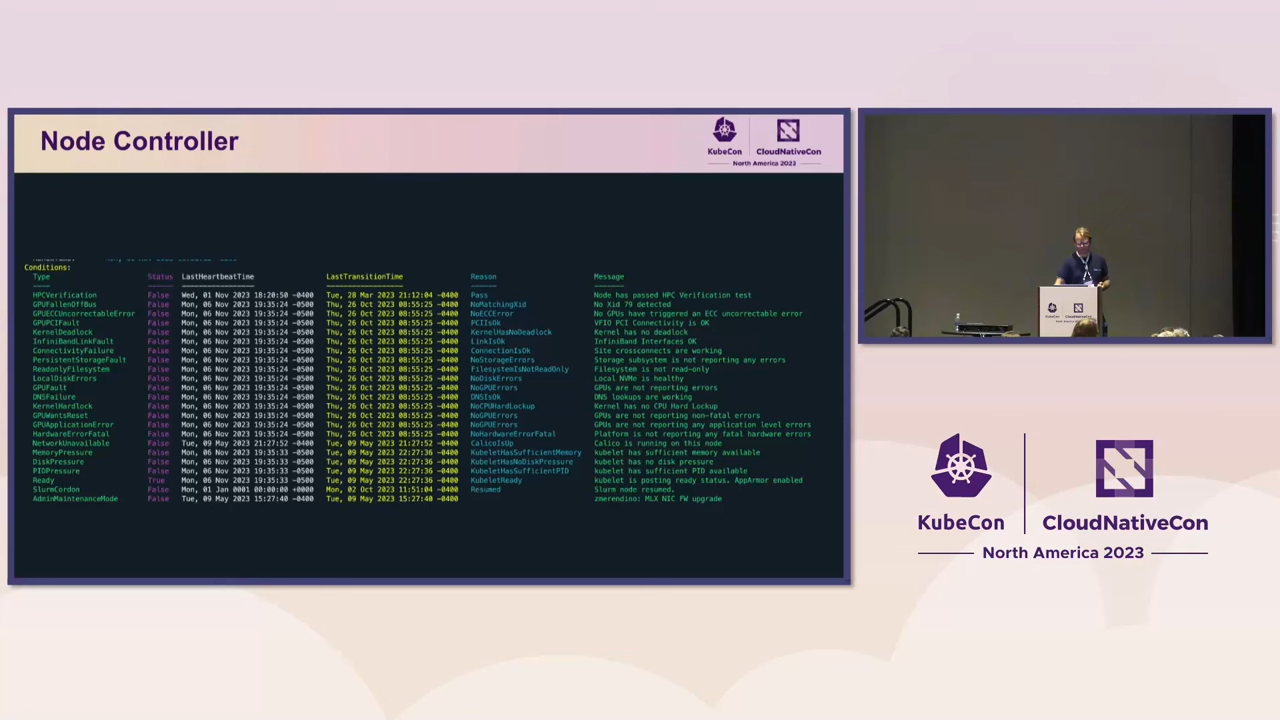 Node Controller
KubeCon
CloudNativeCon
North America 2023
Conditions:
Type Status LastHeartbeatTime LastTransitionTime Reason Message
HPCVerification False Wed, 01 Nov 2023 18:20:50 -0400 Tue, 28 Mar 2023 21:12:04 -0400 Pass Node has passed HPC Verification test
GPUFallenOffBus False Mon, 06 Nov 2023 19:35:24 -0500 Thu, 26 Oct 2023 08:55:25 -0400 NoMatchingXid No Xid 79 detected
GPUECCUncorrectableError False Mon, 06 Nov 2023 19:35:24 -0500 Thu, 26 Oct 2023 08:55:25 -0400 NoECCError No GPUs have triggered an ECC uncorrectable error
GPUPCIFault False Mon, 06 Nov 2023 19:35:24 -0500 Thu, 26 Oct 2023 08:55:25 -0400 PCIIsOk VFIO PCI Connectivity is OK
KernelDeadlock False Mon, 06 Nov 2023 19:35:24 -0500 Thu, 26 Oct 2023 08:55:25 -0400 KernelHasNoDeadlock Kernel has no deadlock
InfiniBandLinkFault False Mon, 06 Nov 2023 19:35:24 -0500 Thu, 26 Oct 2023 08:55:25 -0400 LinkIsOk InfiniBand Interfaces OK
ConnectivityFailure False Mon, 06 Nov 2023 19:35:24 -0500 Thu, 26 Oct 2023 08:55:25 -0400 ConnectionIsOk Site crossconnects are working
PersistentStorageFault False Mon, 06 Nov 2023 19:35:24 -0500 Thu, 26 Oct 2023 08:55:25 -0400 NoStorageErrors Storage subsystem is not reporting any errors
ReadonlyFilesystem False Mon, 06 Nov 2023 19:35:24 -0500 Thu, 26 Oct 2023 08:55:25 -0400 FilesystemIsNotReadOnly Filesystem is not read-only
LocalDiskErrors False Mon, 06 Nov 2023 19:35:24 -0500 Thu, 26 Oct 2023 08:55:25 -0400 NoDiskErrors Local NVMe is healthy
GPUFault False Mon, 06 Nov 2023 19:35:24 -0500 Thu, 26 Oct 2023 08:55:25 -0400 NoGPUErrors GPUs are not reporting errors
DNSFailure False Mon, 06 Nov 2023 19:35:24 -0500 Thu, 26 Oct 2023 08:55:25 -0400 DNSIsOk DNS lookups are working
KernelHardlock False Mon, 06 Nov 2023 19:35:24 -0500 Thu, 26 Oct 2023 08:55:25 -0400 NoCPUHardLockup Kernel has no CPU Hard Lockup
GPUWantsReset False Mon, 06 Nov 2023 19:35:24 -0500 Thu, 26 Oct 2023 08:55:25 -0400 NoGPUErrors GPUs are not reporting non-fatal errors
GPUApplicationError False Mon, 06 Nov 2023 19:35:24 -0500 Thu, 26 Oct 2023 08:55:25 -0400 NoGPUErrors GPUs are not reporting any application level errors
HardwareErrorFatal False Mon, 06 Nov 2023 19:35:24 -0500 Thu, 26 Oct 2023 08:55:25 -0400 NoHardwareErrorFatal Platform is not reporting any fatal hardware errors
NetworkUnavailable False Tue, 09 May 2023 21:27:52 -0400 Tue, 09 May 2023 21:27:52 -0400 CalicoIsUp Calico is running on this node
MemoryPressure False Mon, 06 Nov 2023 19:35:33 -0500 Tue, 09 May 2023 22:27:36 -0400 KubeletHasSufficientMemory kubelet has sufficient memory available
DiskPressure False Mon, 06 Nov 2023 19:35:33 -0500 Tue, 09 May 2023 22:27:36 -0400 KubeletHasNoDiskPressure kubelet has no disk pressure
PIDPressure False Mon, 06 Nov 2023 19:35:33 -0500 Tue, 09 May 2023 22:27:36 -0400 KubeletHasSufficientPID kubelet has sufficient PID available
Ready True Mon, 06 Nov 2023 19:35:33 -0500 Tue, 09 May 2023 22:27:36 -0400 KubeletReady kubelet is posting ready status. AppArmor enabled
SlurmCordon False Mon, 01 Jan 0001 00:00:00 +0000 Mon, 02 Oct 2023 11:51:04 -0400 Resumed Slurm node resumed.
AdminMaintenanceMode False Tue, 09 May 2023 15:27:40 -0400 Tue, 09 May 2023 15:27:40 -0400 zmerendino: MLX NIC FW upgrade
KubeCon
CloudNativeCon
North America 2023